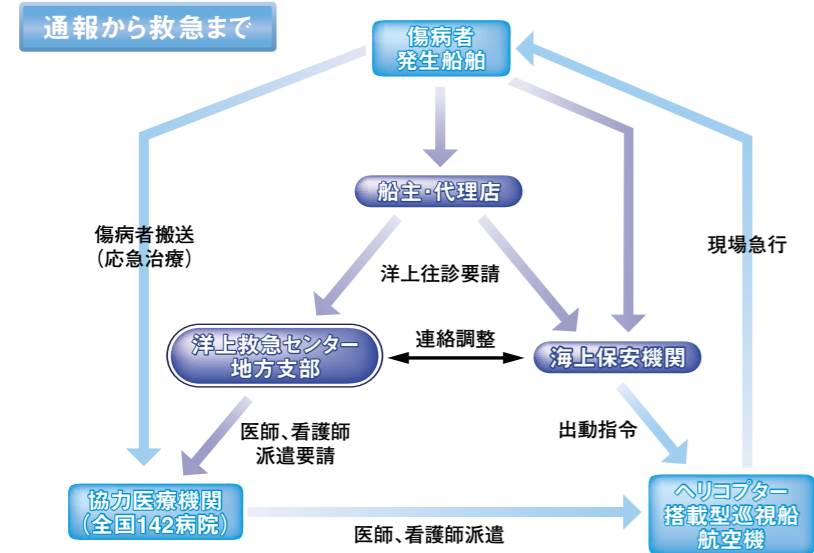 通報から救急まで
傷病者
発生船舶
船主・代理店
傷病者搬送
（応急治療）
現場急行
洋上往診要請
洋上救急センター
地方支部
連絡調整
海上保安機関
医師、看護師
派遣要請
出動指令
協力医療機関
（全国142病院）
医師、看護師派遣
ヘリコプター
搭載型巡視船
航空機